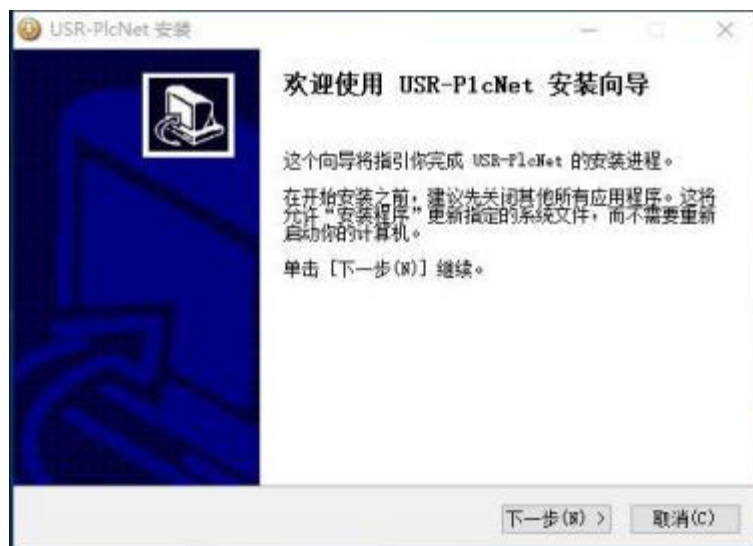 USR-PlcNet 安装
欢迎使用 USR-PlcNet 安装向导
这个向导将指引你完成 USR-PlcNet 的安装进程。
在开始安装之前，建议先关闭其他所有应用程序。这将
允许“安装程序”更新指定的系统文件，而不需要重新
启动你的计算机。
单击 [下一步(N)] 继续。
下一步(N) >
取消(C)